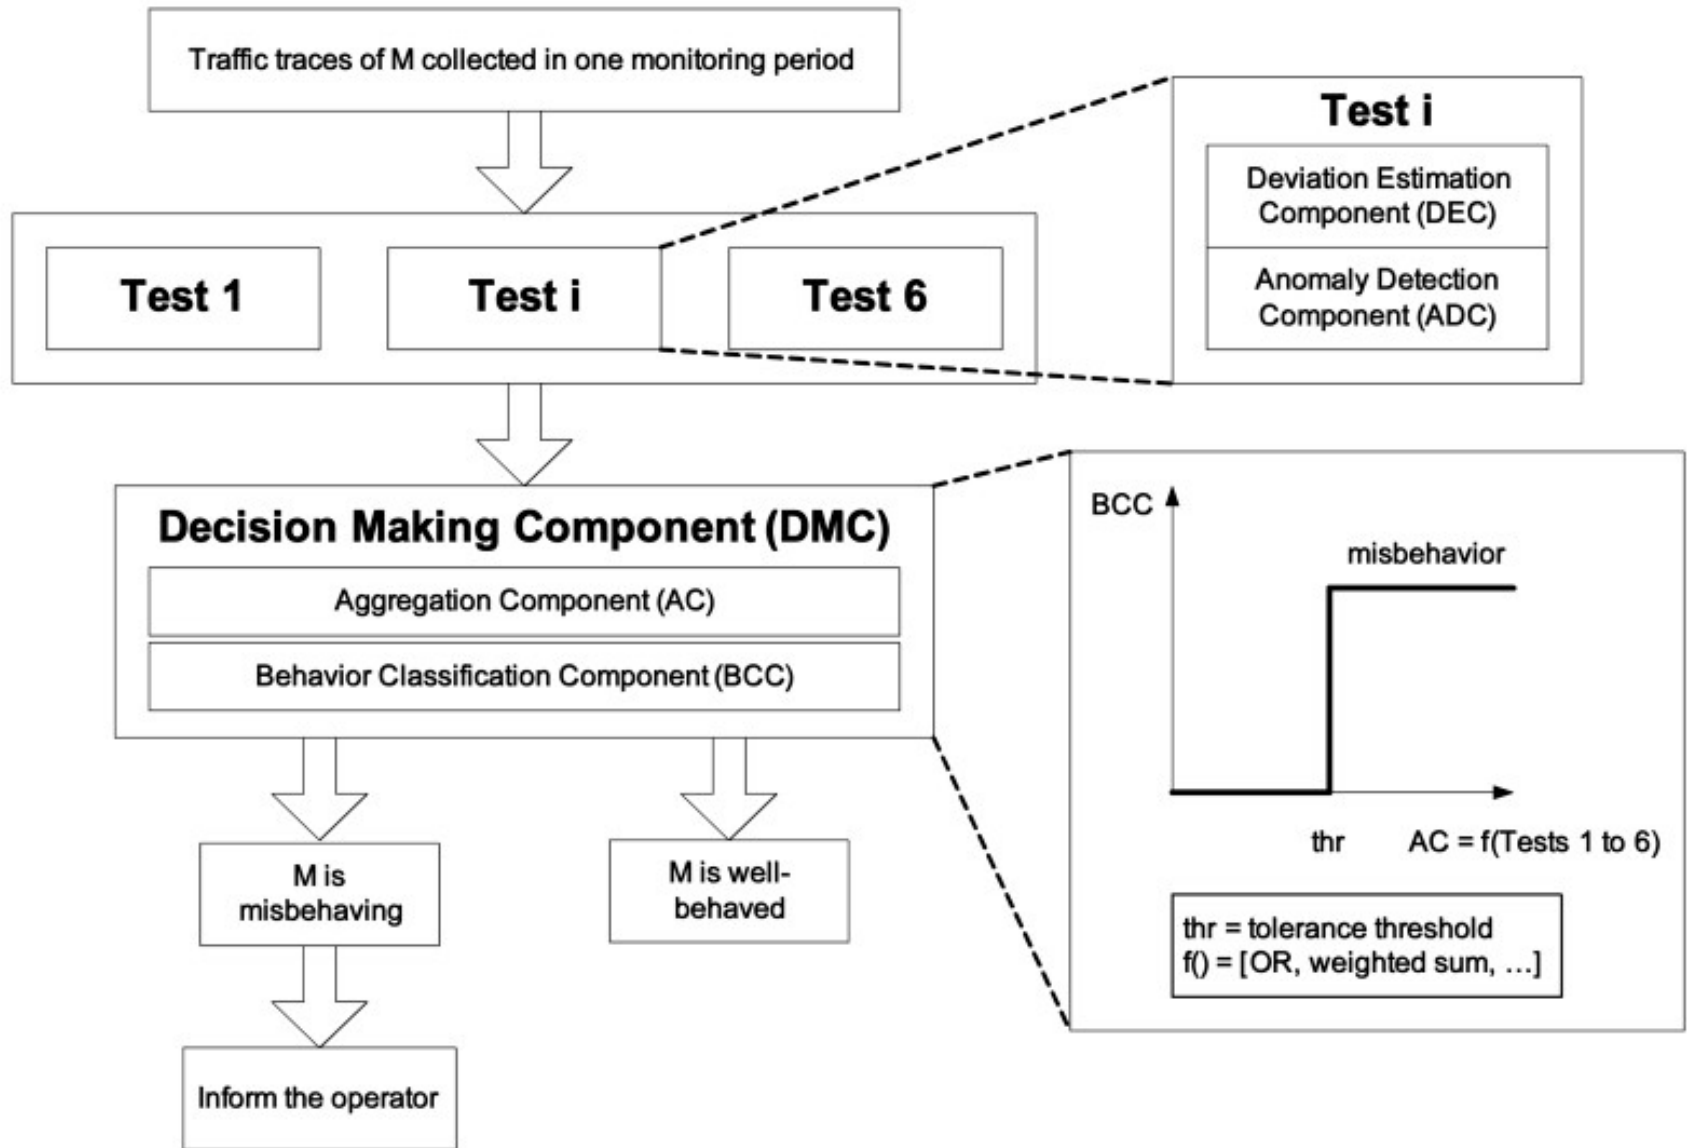 Traffic traces of M collected in one monitoring period
Test i
Deviation Estimation
Component (DEC)
Anomaly Detection
Component (ADC)
Test 1
Test i
Test 6
Decision Making Component (DMC)
Aggregation Component (AC)
Behavior Classification Component (BCC)
BCC
misbehavior
thr
AC = f(Tests 1 to 6)
thr = tolerance threshold
f() = [OR, weighted sum, …]
M is
misbehaving
M is well-
behaved
Inform the operator